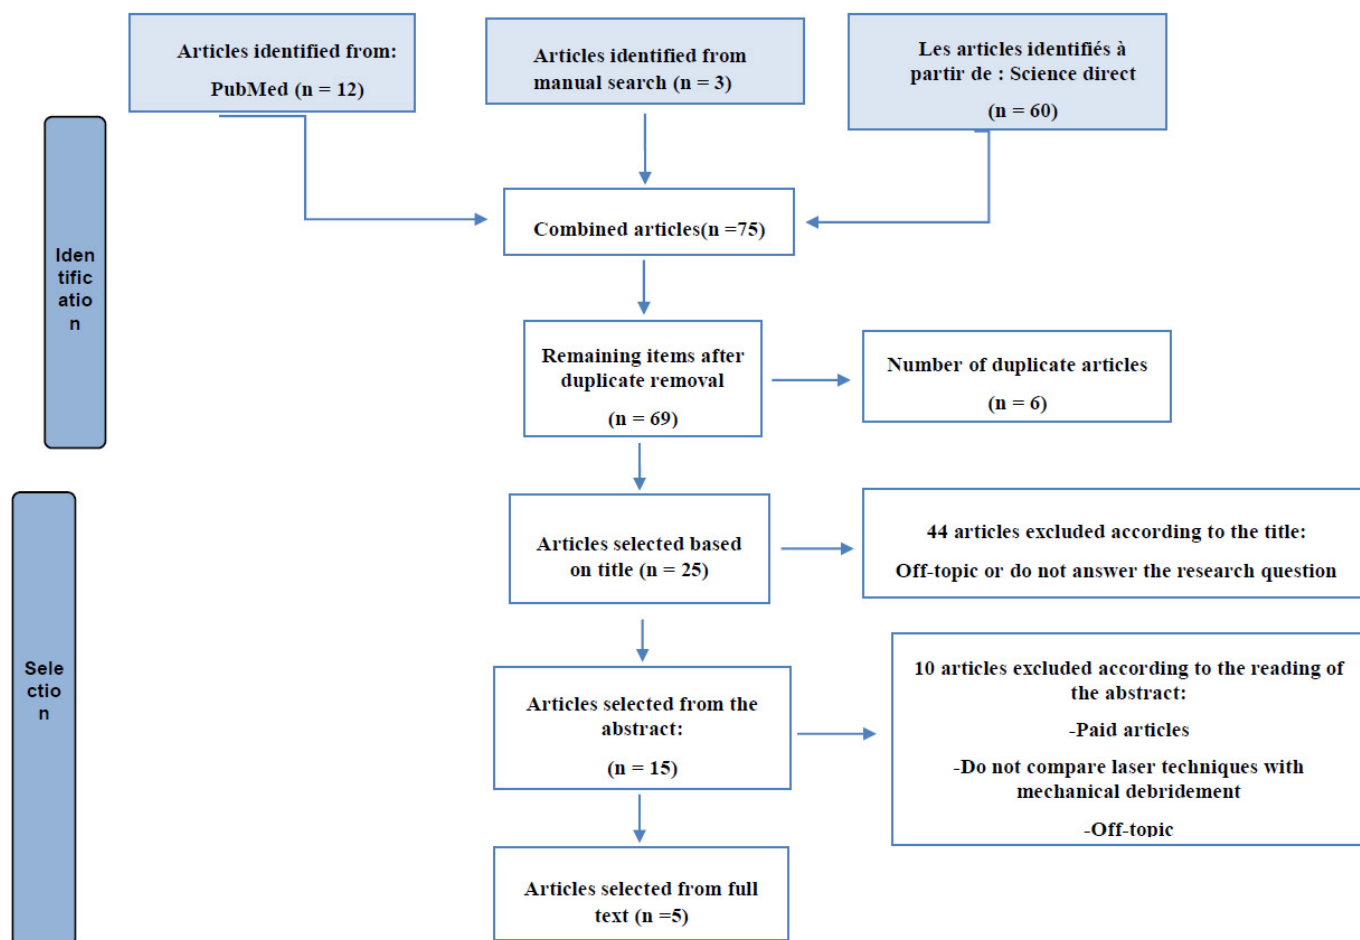 Articles identified from:
PubMed (n = 12)
Articles identified from
manual search (n = 3)
Les articles identifiés à
partir de : Science direct
(n = 60)
Iden
tific
atio
n
Combined articles(n =75)
Remaining items after
duplicate removal
(n = 69)
Number of duplicate articles
(n = 6)
Sele
ctio
n
Articles selected based
on title (n = 25)
44 articles excluded according to the title:
Off-topic or do not answer the research question
Articles selected from the
abstract:
(n = 15)
10 articles excluded according to the reading of
the abstract:
-Paid articles
-Do not compare laser techniques with
mechanical debridement
-Off-topic
Articles selected from full
text (n =5)